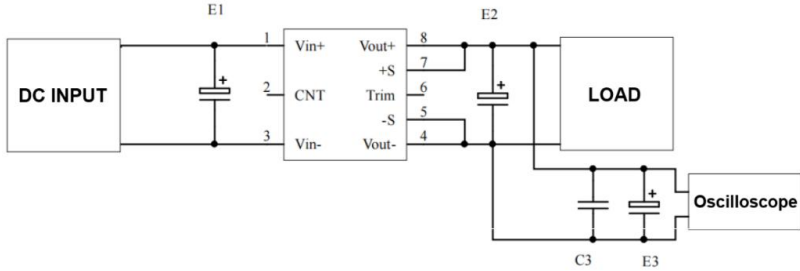 E1
E2
1 Vin+ Vout+ 8
+S 7
DC INPUT 2 CNT Trim 6 LOAD
-S 5
3 Vin- Vout- 4
+
+
+
Oscilloscope
C3 E3